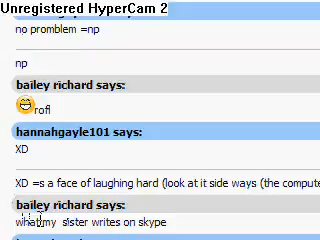 Unregistered HyperCam 2
no promblem =np
np
bailey richard says:
rofl
hannahgayle101 says:
XD
XD =s a face of laughing hard (look at it side ways (the compute
bailey richard says:
what my sister writes on skype